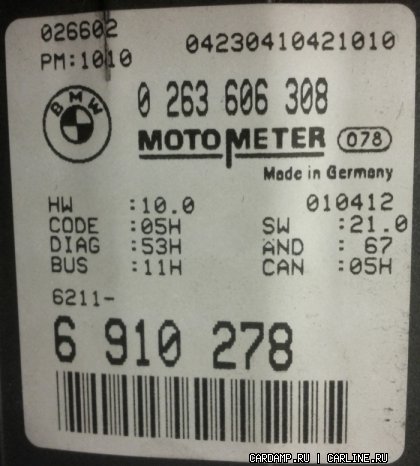 026602 04230410421010
PM:1010
BMW
0 263 606 308
MOTOMETER 078
Made in Germany
HW :10.0 010412
CODE :05H SW :21.0
DIAG :53H AND : 67
BUS :11H CAN :05H
6211-
6 910 278
CARDAMP.RU | CARLINE.RU